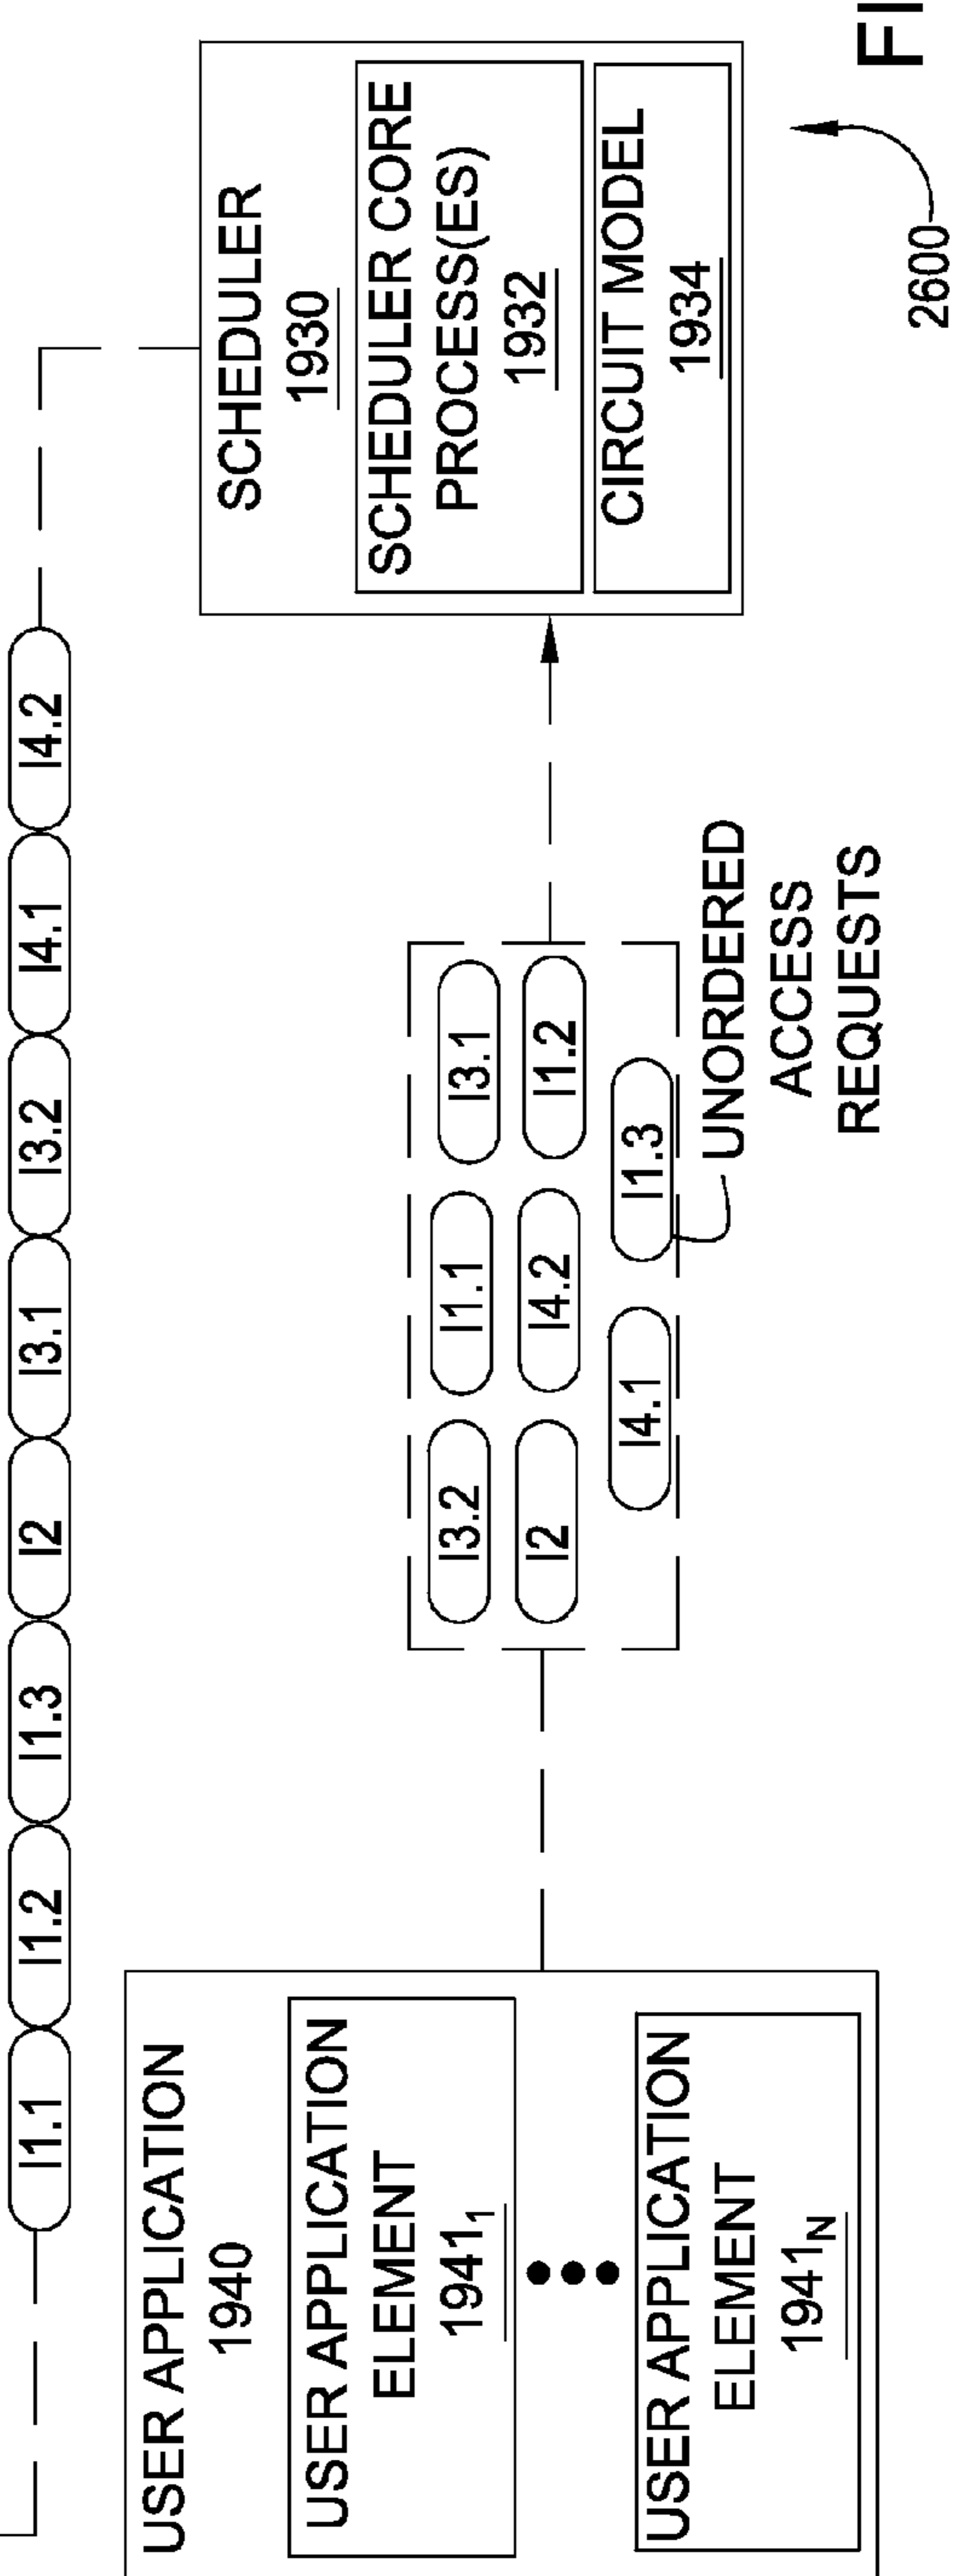 I1.1 I1.2 I1.3 I2 I3.1 I3.2 I4.1 I4.2
USER APPLICATION
1940
USER APPLICATION
ELEMENT
1941₁
USER APPLICATION
ELEMENT
1941N
I3.2 I1.1 I3.1
I2 I4.2 I1.2
I4.1 I1.3
UNORDERED
ACCESS
REQUESTS
SCHEDULER
1930
SCHEDULER CORE
PROCESS(ES)
1932
CIRCUIT MODEL
1934
2600
FI